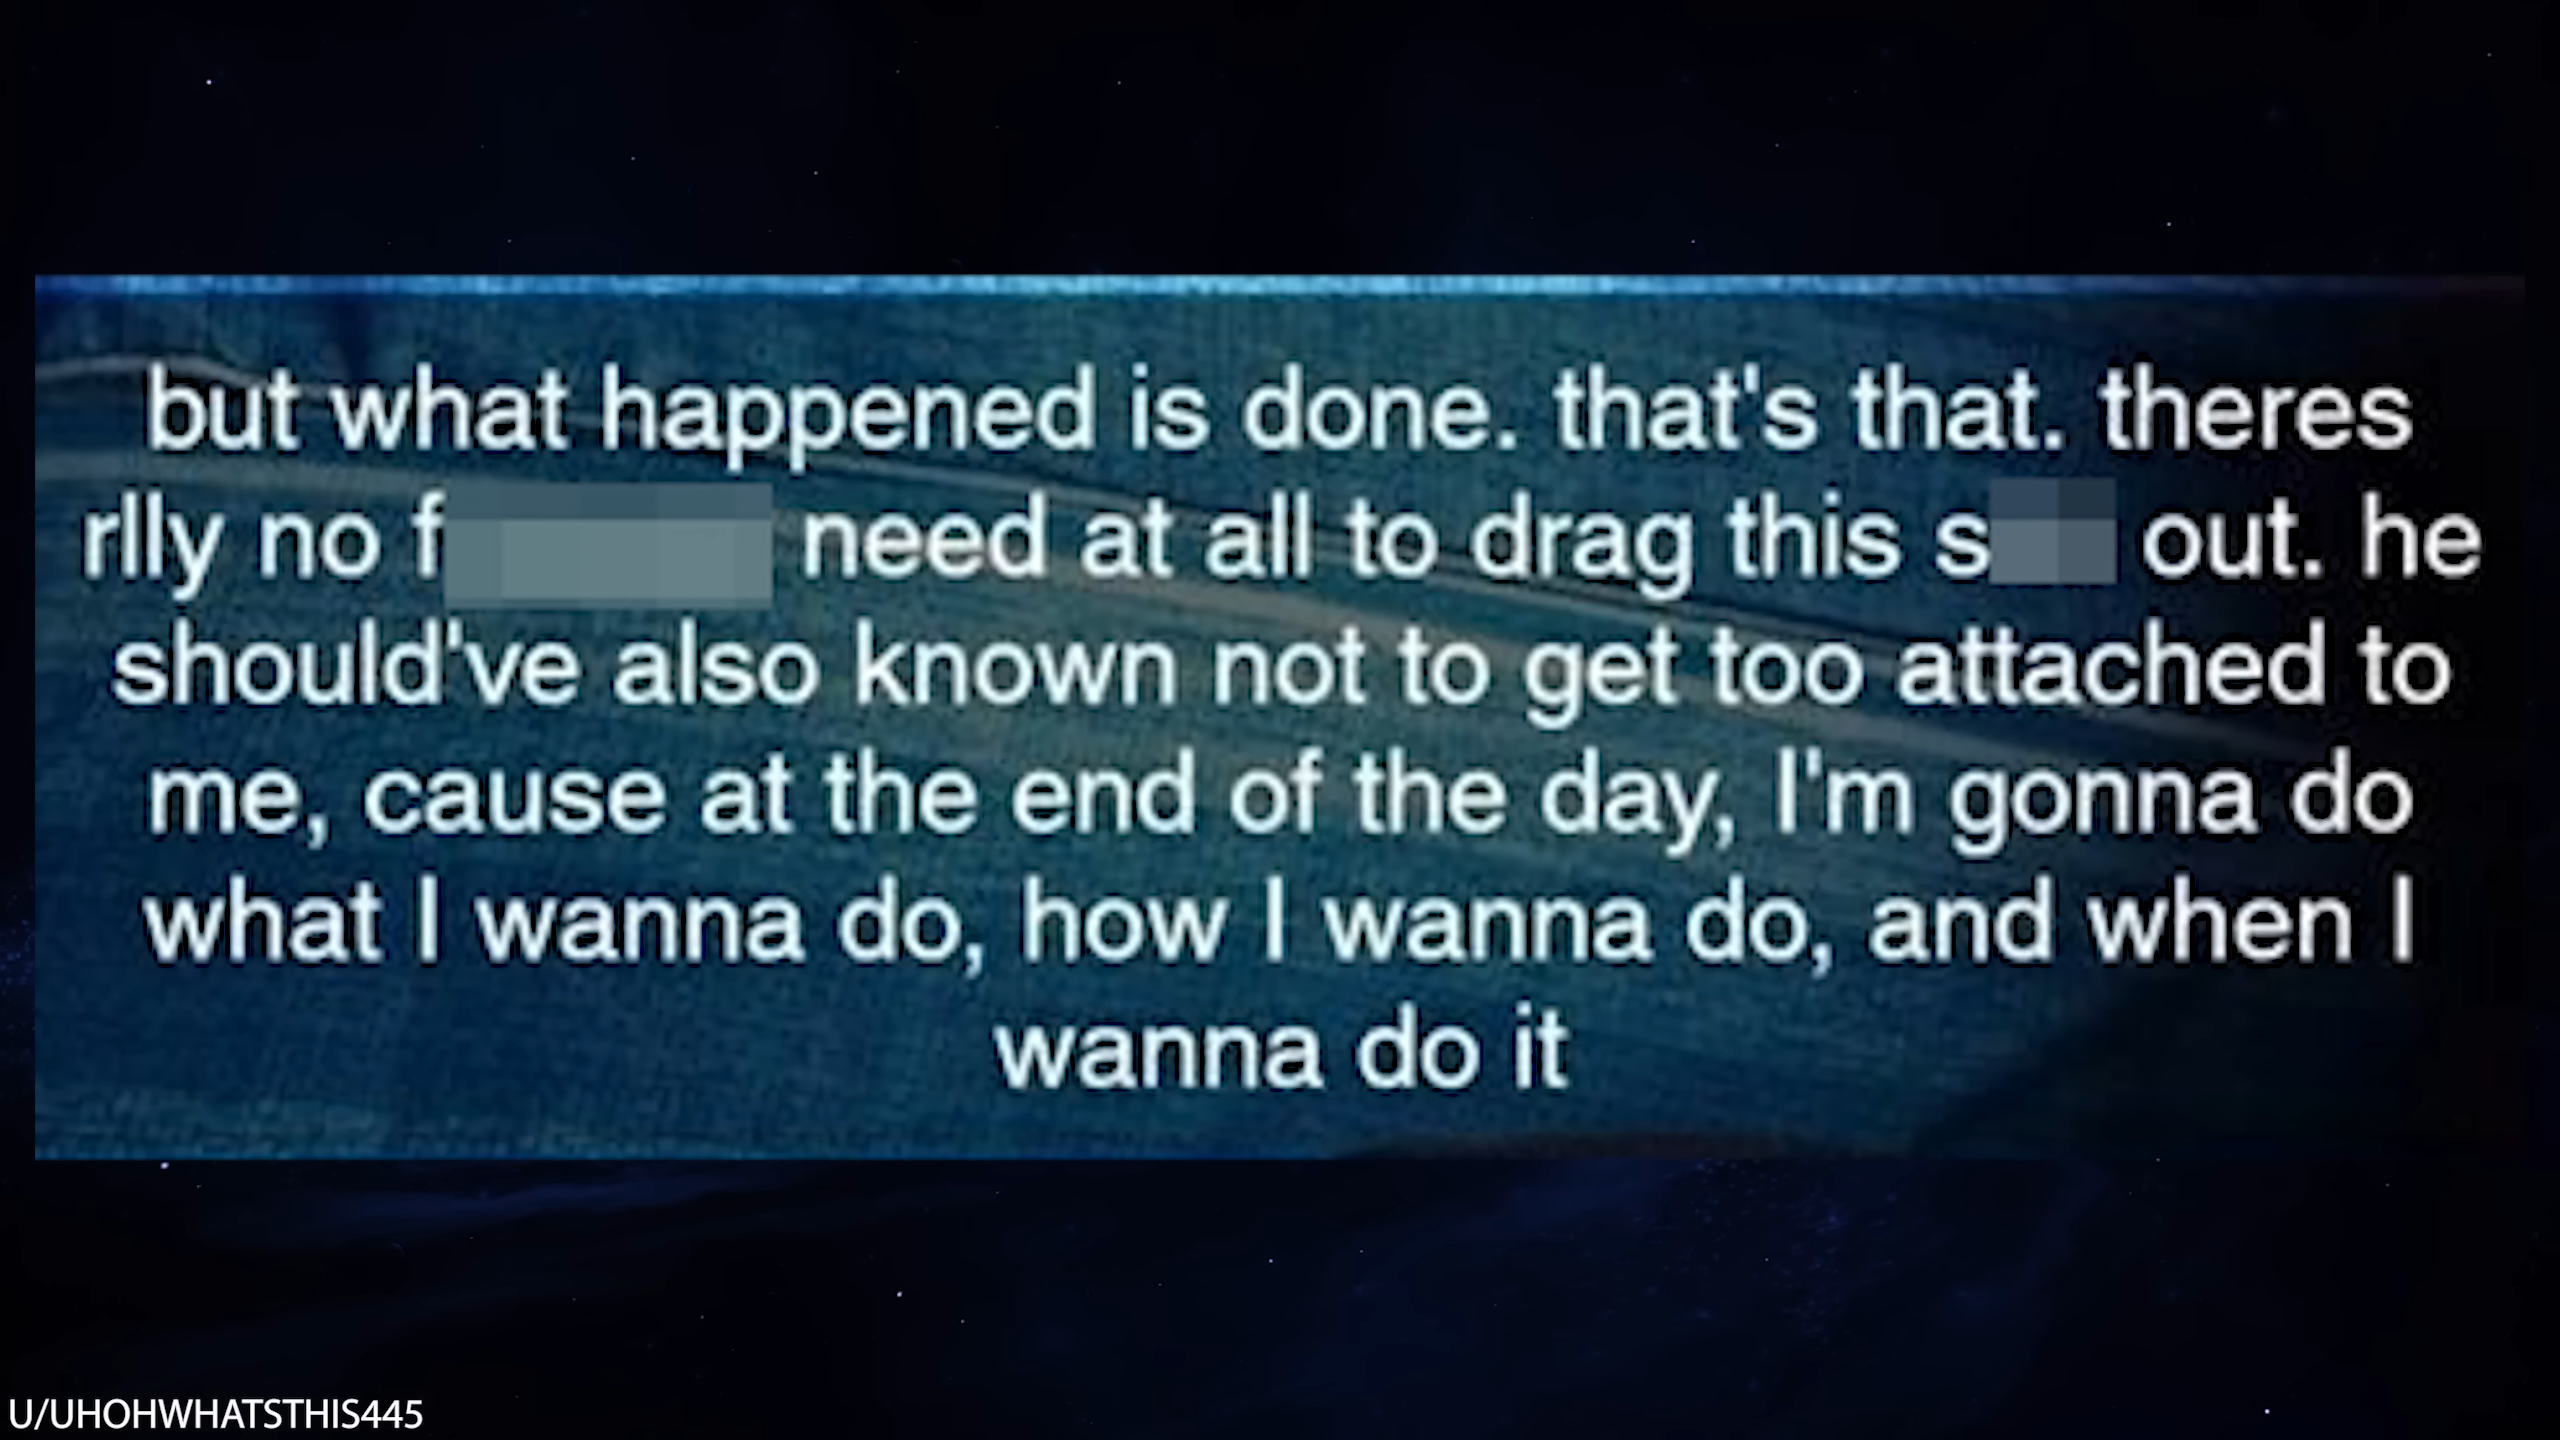 but what happened is done. that's that. theres
rlly no f need at all to drag this s out. he
should've also known not to get too attached to
me, cause at the end of the day, I'm gonna do
what I wanna do, how I wanna do, and when I
wanna do it
U/UHOHWHATSTHIS445